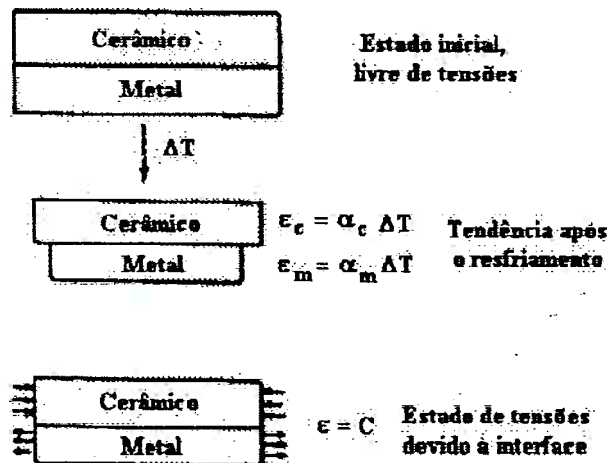 Cerâmico
Metal
Estado inicial,
livre de tensões
ΔT
Cerâmico
Metal
ε_c = α_c ΔT
ε_m = α_m ΔT
Tendência após
o resfriamento
Cerâmico
Metal
ε = C
Estado de tensões
devido à interface